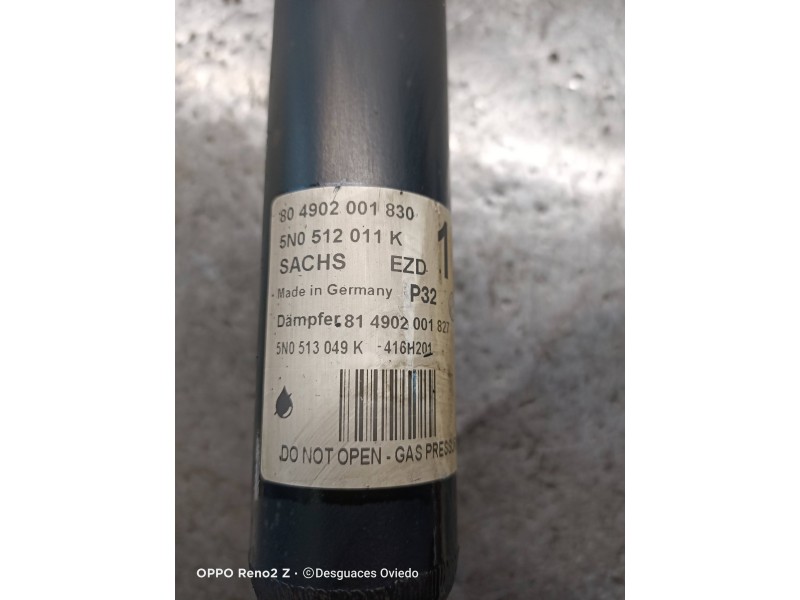 80 4902 001 830
5N0 512 011 K
SACHS EZD 1
Made in Germany P32
Dämpfer: 81 4902 001 827
5N0 513 049 K -416H201
DO NOT OPEN - GAS
OPPO Reno2 Z · ©Desguaces Oviedo